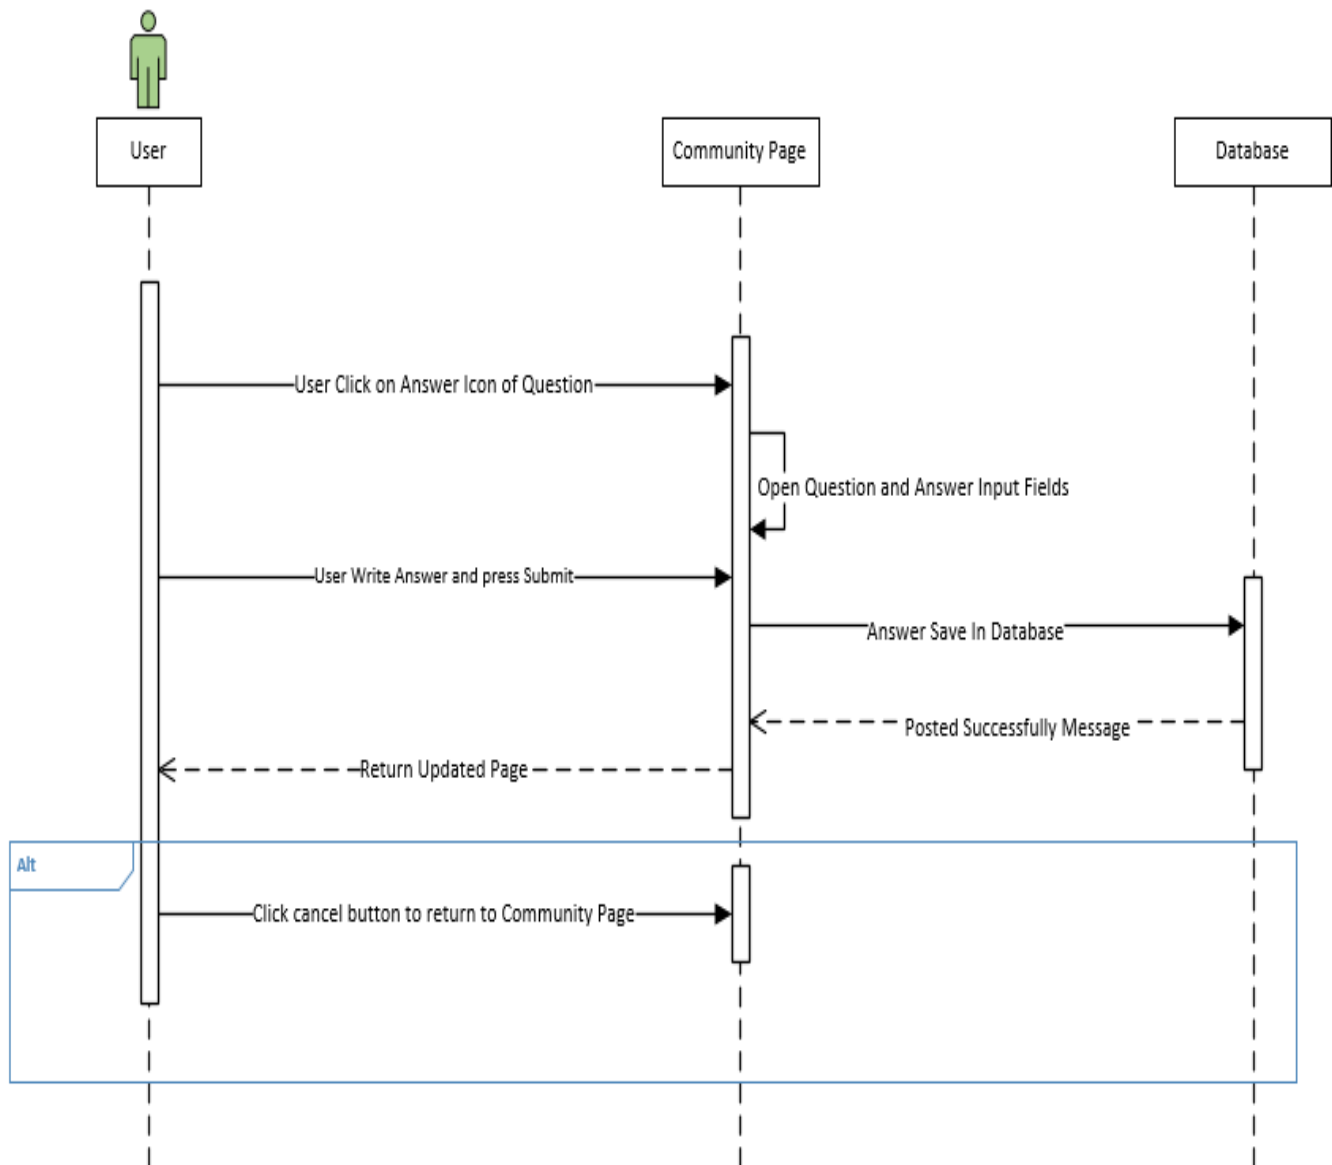 User
Community Page
Database
User Click on Answer Icon of Question
Open Question and Answer Input Fields
User Write Answer and press Submit
Answer Save In Database
Posted Successfully Message
Return Updated Page
Alt
Click cancel button to return to Community Page